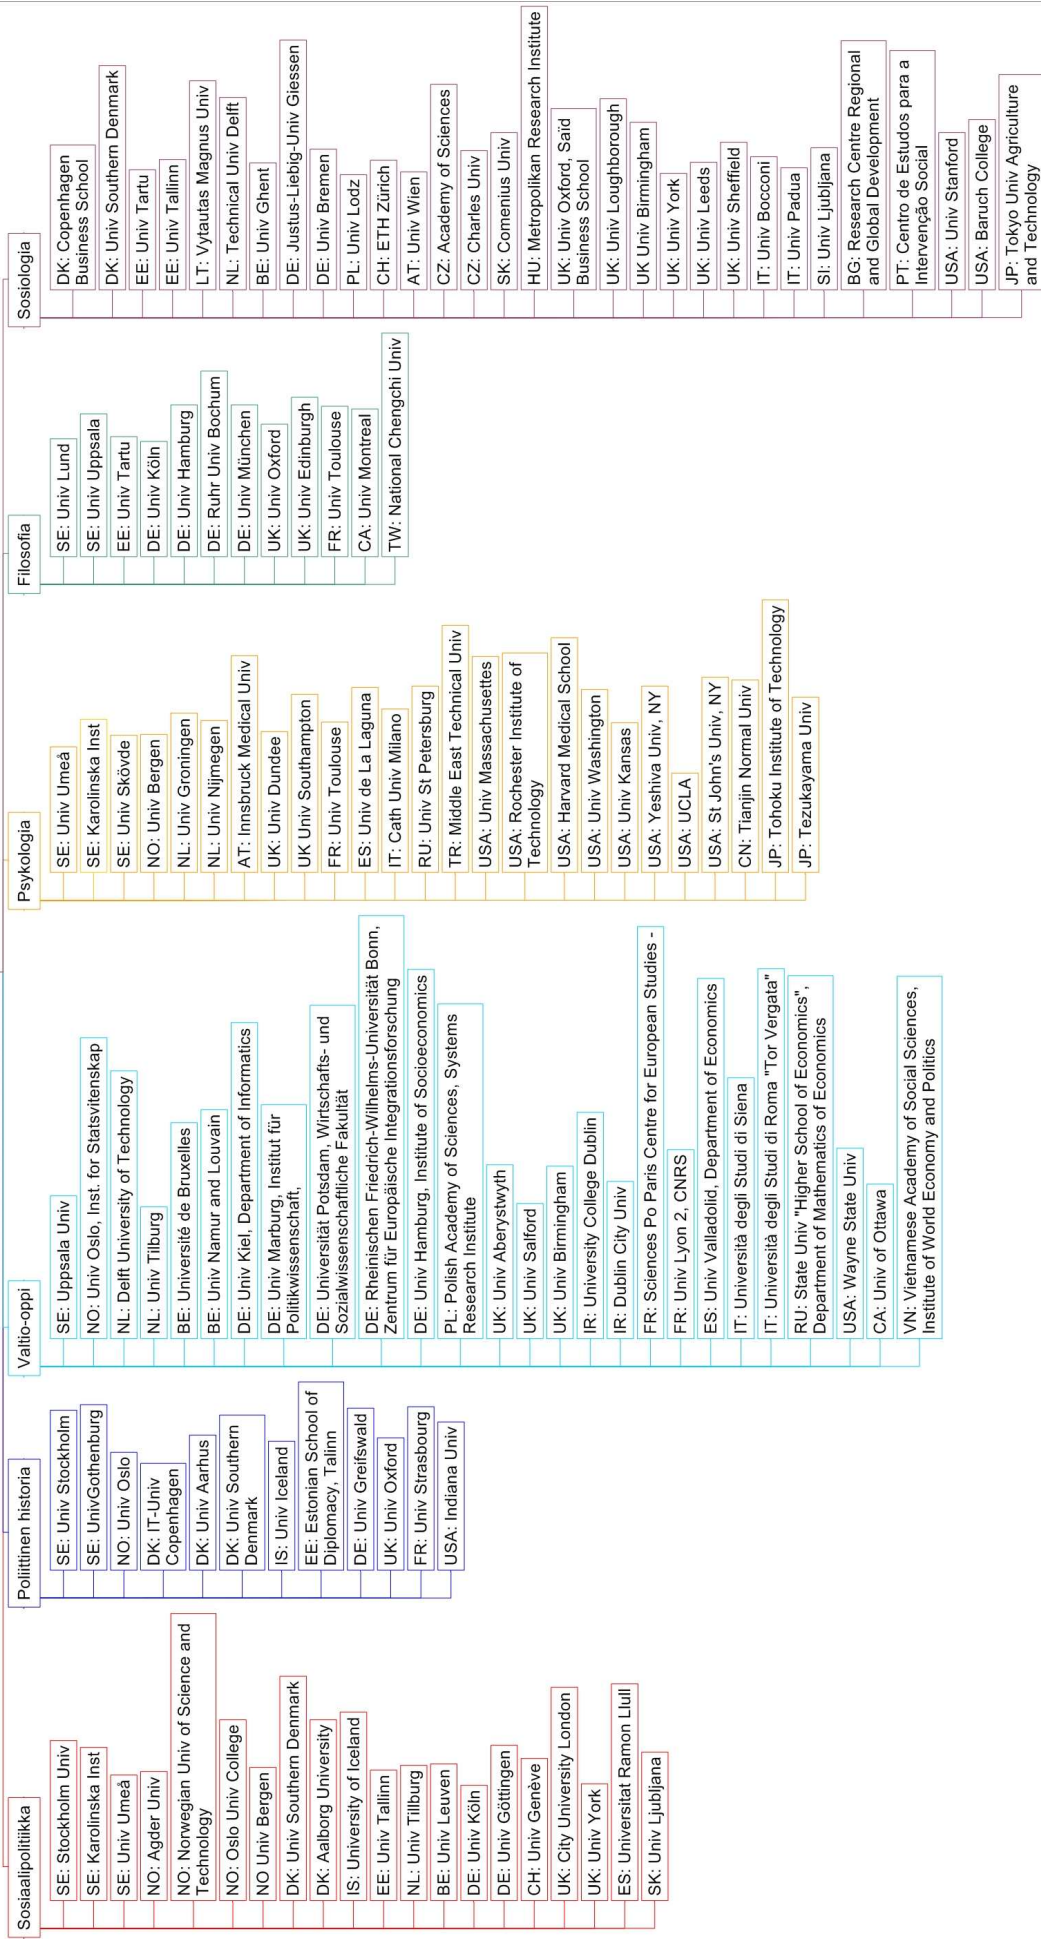 Sosiaalipolitiikka
SE: Stockholm Univ
SE: Karolinska Inst
SE: Univ Umeå
NO: Agder Univ
NO: Norwegian Univ of Science and
Technology
NO: Oslo Univ College
NO Univ Bergen
DK: Univ Southern Denmark
DK: Aalborg University
IS: University of Iceland
EE: Univ Tallinn
NL: Univ Tillburg
BE: Univ Leuven
DE: Univ Köln
DE: Univ Göttingen
CH: Univ Genève
UK: City University London
UK: Univ York
ES: Universitat Ramon Llull
SK: Univ Ljubljana
Poliittinen historia
SE: Univ Stockholm
SE: UnivGothenburg
NO: Univ Oslo
DK: IT-Univ
Copenhagen
DK: Univ Aarhus
DK: Univ Southern
Denmark
IS: Univ Iceland
EE: Estonian School of
Diplomacy, Talinn
DE: Univ Greifswald
UK: Univ Oxford
FR: Univ Strasbourg
USA: Indiana Univ
Valtio-oppi
SE: Uppsala Univ
NO: Univ Oslo, Inst. for Statsvitenskap
NL: Delft University of Technology
NL: Univ Tilburg
BE: Université de Bruxelles
BE: Univ Namur and Louvain
DE: Univ Kiel, Department of Informatics
DE: Univ Marburg, Institut für
Politikwissenschaft,
DE: Universität Potsdam, Wirtschafts- und
Sozialwissenschaftliche Fakultät
DE: Rheinischen Friedrich-Wilhelms-Universität Bonn,
Zentrum für Europäische Integrationsforschung
DE: Univ Hamburg, Institute of Socioeconomics
PL: Polish Academy of Sciences, Systems
Research Institute
UK: Univ Aberystwyth
UK: Univ Salford
UK: Univ Birmingham
IR: University College Dublin
IR: Dublin City Univ
FR: Sciences Po Paris Centre for European Studies -
FR: Univ Lyon 2, CNRS
ES: Univ Valladolid, Department of Economics
IT: Università degli Studi di Siena
IT: Università degli Studi di Roma "Tor Vergata"
RU: State Univ "Higher School of Economics",
Department of Mathematics of Economics
USA: Wayne State Univ
CA: Univ of Ottawa
VN: Vietnamese Academy of Social Sciences,
Institute of World Economy and Politics
Psykologia
SE: Univ Umeå
SE: Karolinska Inst
SE: Univ Skövde
NO: Univ Bergen
NL: Univ Groningen
NL: Univ Nijmegen
AT: Innsbruck Medical Univ
UK: Univ Dundee
UK Univ Southampton
FR: Univ Toulouse
ES: Univ de La Laguna
IT: Cath Univ Milano
RU: Univ St Petersburg
TR: Middle East Technical Univ
USA: Univ Massachusettes
USA: Rochester Institute of
Technology
USA: Harvard Medical School
USA: Univ Washington
USA: Univ Kansas
USA: Yeshiva Univ, NY
USA: UCLA
USA: St John's Univ, NY
CN: Tianjin Normal Univ
JP: Tohoku Institute of Technology
JP: Tezukayama Univ
Filosofia
SE: Univ Lund
SE: Univ Uppsala
EE: Univ Tartu
DE: Univ Köln
DE: Univ Hamburg
DE: Ruhr Univ Bochum
DE: Univ München
UK: Univ Oxford
UK: Univ Edinburgh
FR: Univ Toulouse
CA: Univ Montreal
TW: National Chengchi Univ
Sosiologia
DK: Copenhagen
Business School
DK: Univ Southern Denmark
EE: Univ Tartu
EE: Univ Tallinn
LT: Vytautas Magnus Univ
NL: Technical Univ Delft
BE: Univ Ghent
DE: Justus-Liebig-Univ Giessen
DE: Univ Bremen
PL: Univ Lodz
CH: ETH Zürich
AT: Univ Wien
CZ: Academy of Sciences
CZ: Charles Univ
SK: Comenius Univ
HU: Metropolikan Research Institute
UK: Univ Oxford, Saïd
Business School
UK: Univ Loughborough
UK Univ Birmingham
UK: Univ York
UK: Univ Leeds
UK: Univ Sheffield
IT: Univ Bocconi
IT: Univ Padua
SI: Univ Ljubljana
BG: Research Centre Regional
and Global Development
PT: Centro de Estudos para a
Intervenção Social
USA: Univ Stanford
USA: Baruch College
JP: Tokyo Univ Agriculture
and Technology